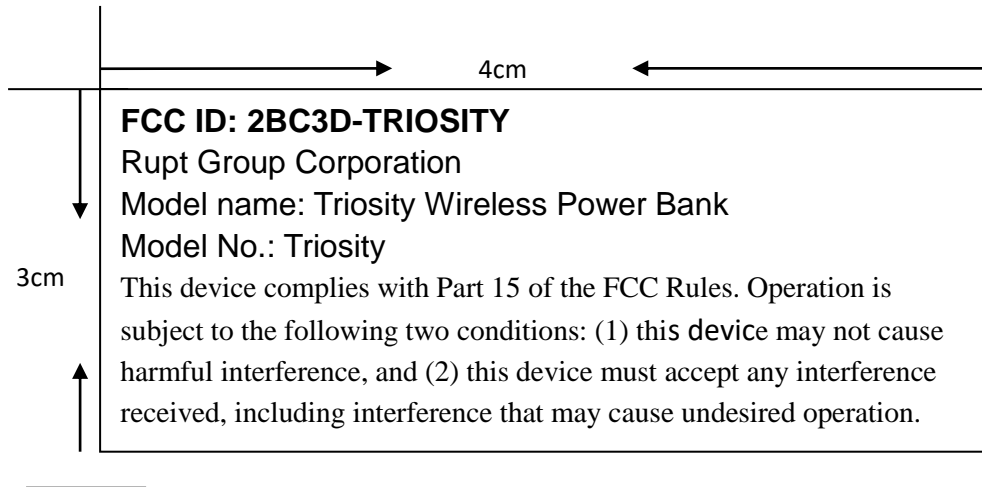 4cm
FCC ID: 2BC3D-TRIOSITY
Rupt Group Corporation
Model name: Triosity Wireless Power Bank
Model No.: Triosity
3cm
This device complies with Part 15 of the FCC Rules. Operation is
subject to the following two conditions: (1) this device may not cause
harmful interference, and (2) this device must accept any interference
received, including interference that may cause undesired operation.